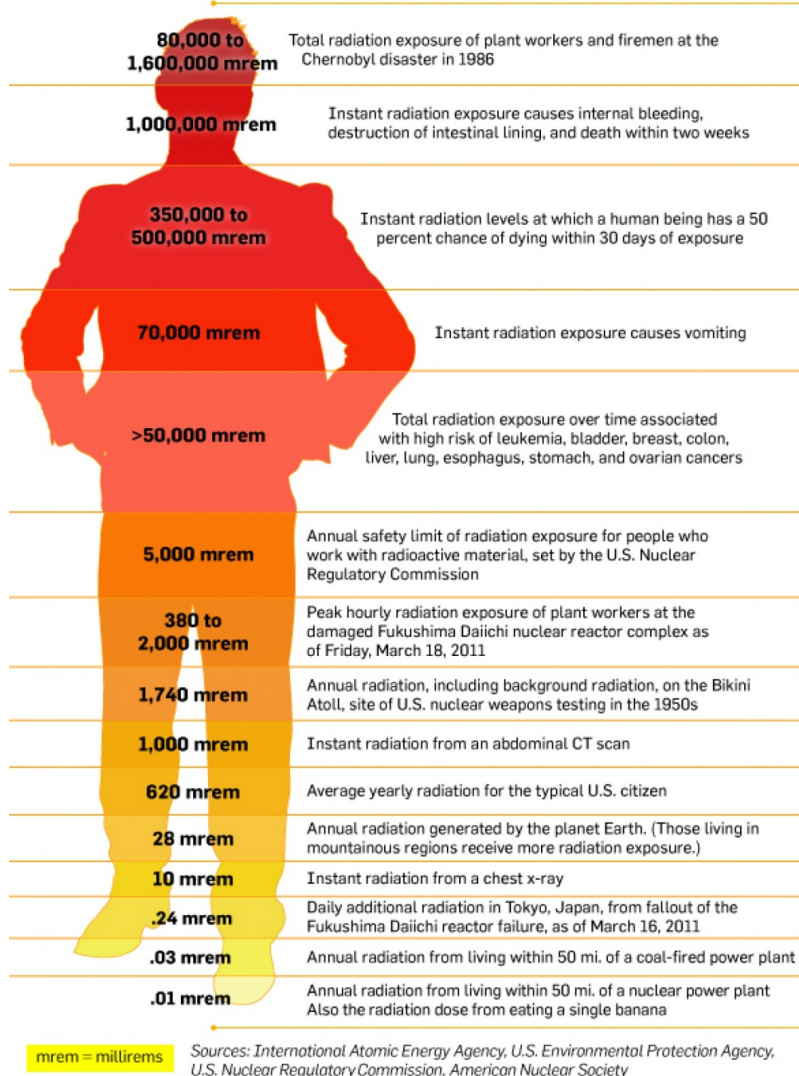 80,000 to
1,600,000 mrem
Total radiation exposure of plant workers and firemen at the
Chernobyl disaster in 1986
1,000,000 mrem
Instant radiation exposure causes internal bleeding,
destruction of intestinal lining, and death within two weeks
350,000 to
500,000 mrem
Instant radiation levels at which a human being has a 50
percent chance of dying within 30 days of exposure
70,000 mrem
Instant radiation exposure causes vomiting
>50,000 mrem
Total radiation exposure over time associated
with high risk of leukemia, bladder, breast, colon,
liver, lung, esophagus, stomach, and ovarian cancers
5,000 mrem
Annual safety limit of radiation exposure for people who
work with radioactive material, set by the U.S. Nuclear
Regulatory Commission
380 to
2,000 mrem
Peak hourly radiation exposure of plant workers at the
damaged Fukushima Daiichi nuclear reactor complex as
of Friday, March 18, 2011
1,740 mrem
Annual radiation, including background radiation, on the Bikini
Atoll, site of U.S. nuclear weapons testing in the 1950s
1,000 mrem
Instant radiation from an abdominal CT scan
620 mrem
Average yearly radiation for the typical U.S. citizen
28 mrem
Annual radiation generated by the planet Earth. (Those living in
mountainous regions receive more radiation exposure.)
10 mrem
Instant radiation from a chest x-ray
.24 mrem
Daily additional radiation in Tokyo, Japan, from fallout of the
Fukushima Daiichi reactor failure, as of March 16, 2011
.03 mrem
Annual radiation from living within 50 mi. of a coal-fired power plant
.01 mrem
Annual radiation from living within 50 mi. of a nuclear power plant
Also the radiation dose from eating a single banana
mrem = millirems
Sources: International Atomic Energy Agency, U.S. Environmental Protection Agency,
U.S. Nuclear Regulatory Commission, American Nuclear Society